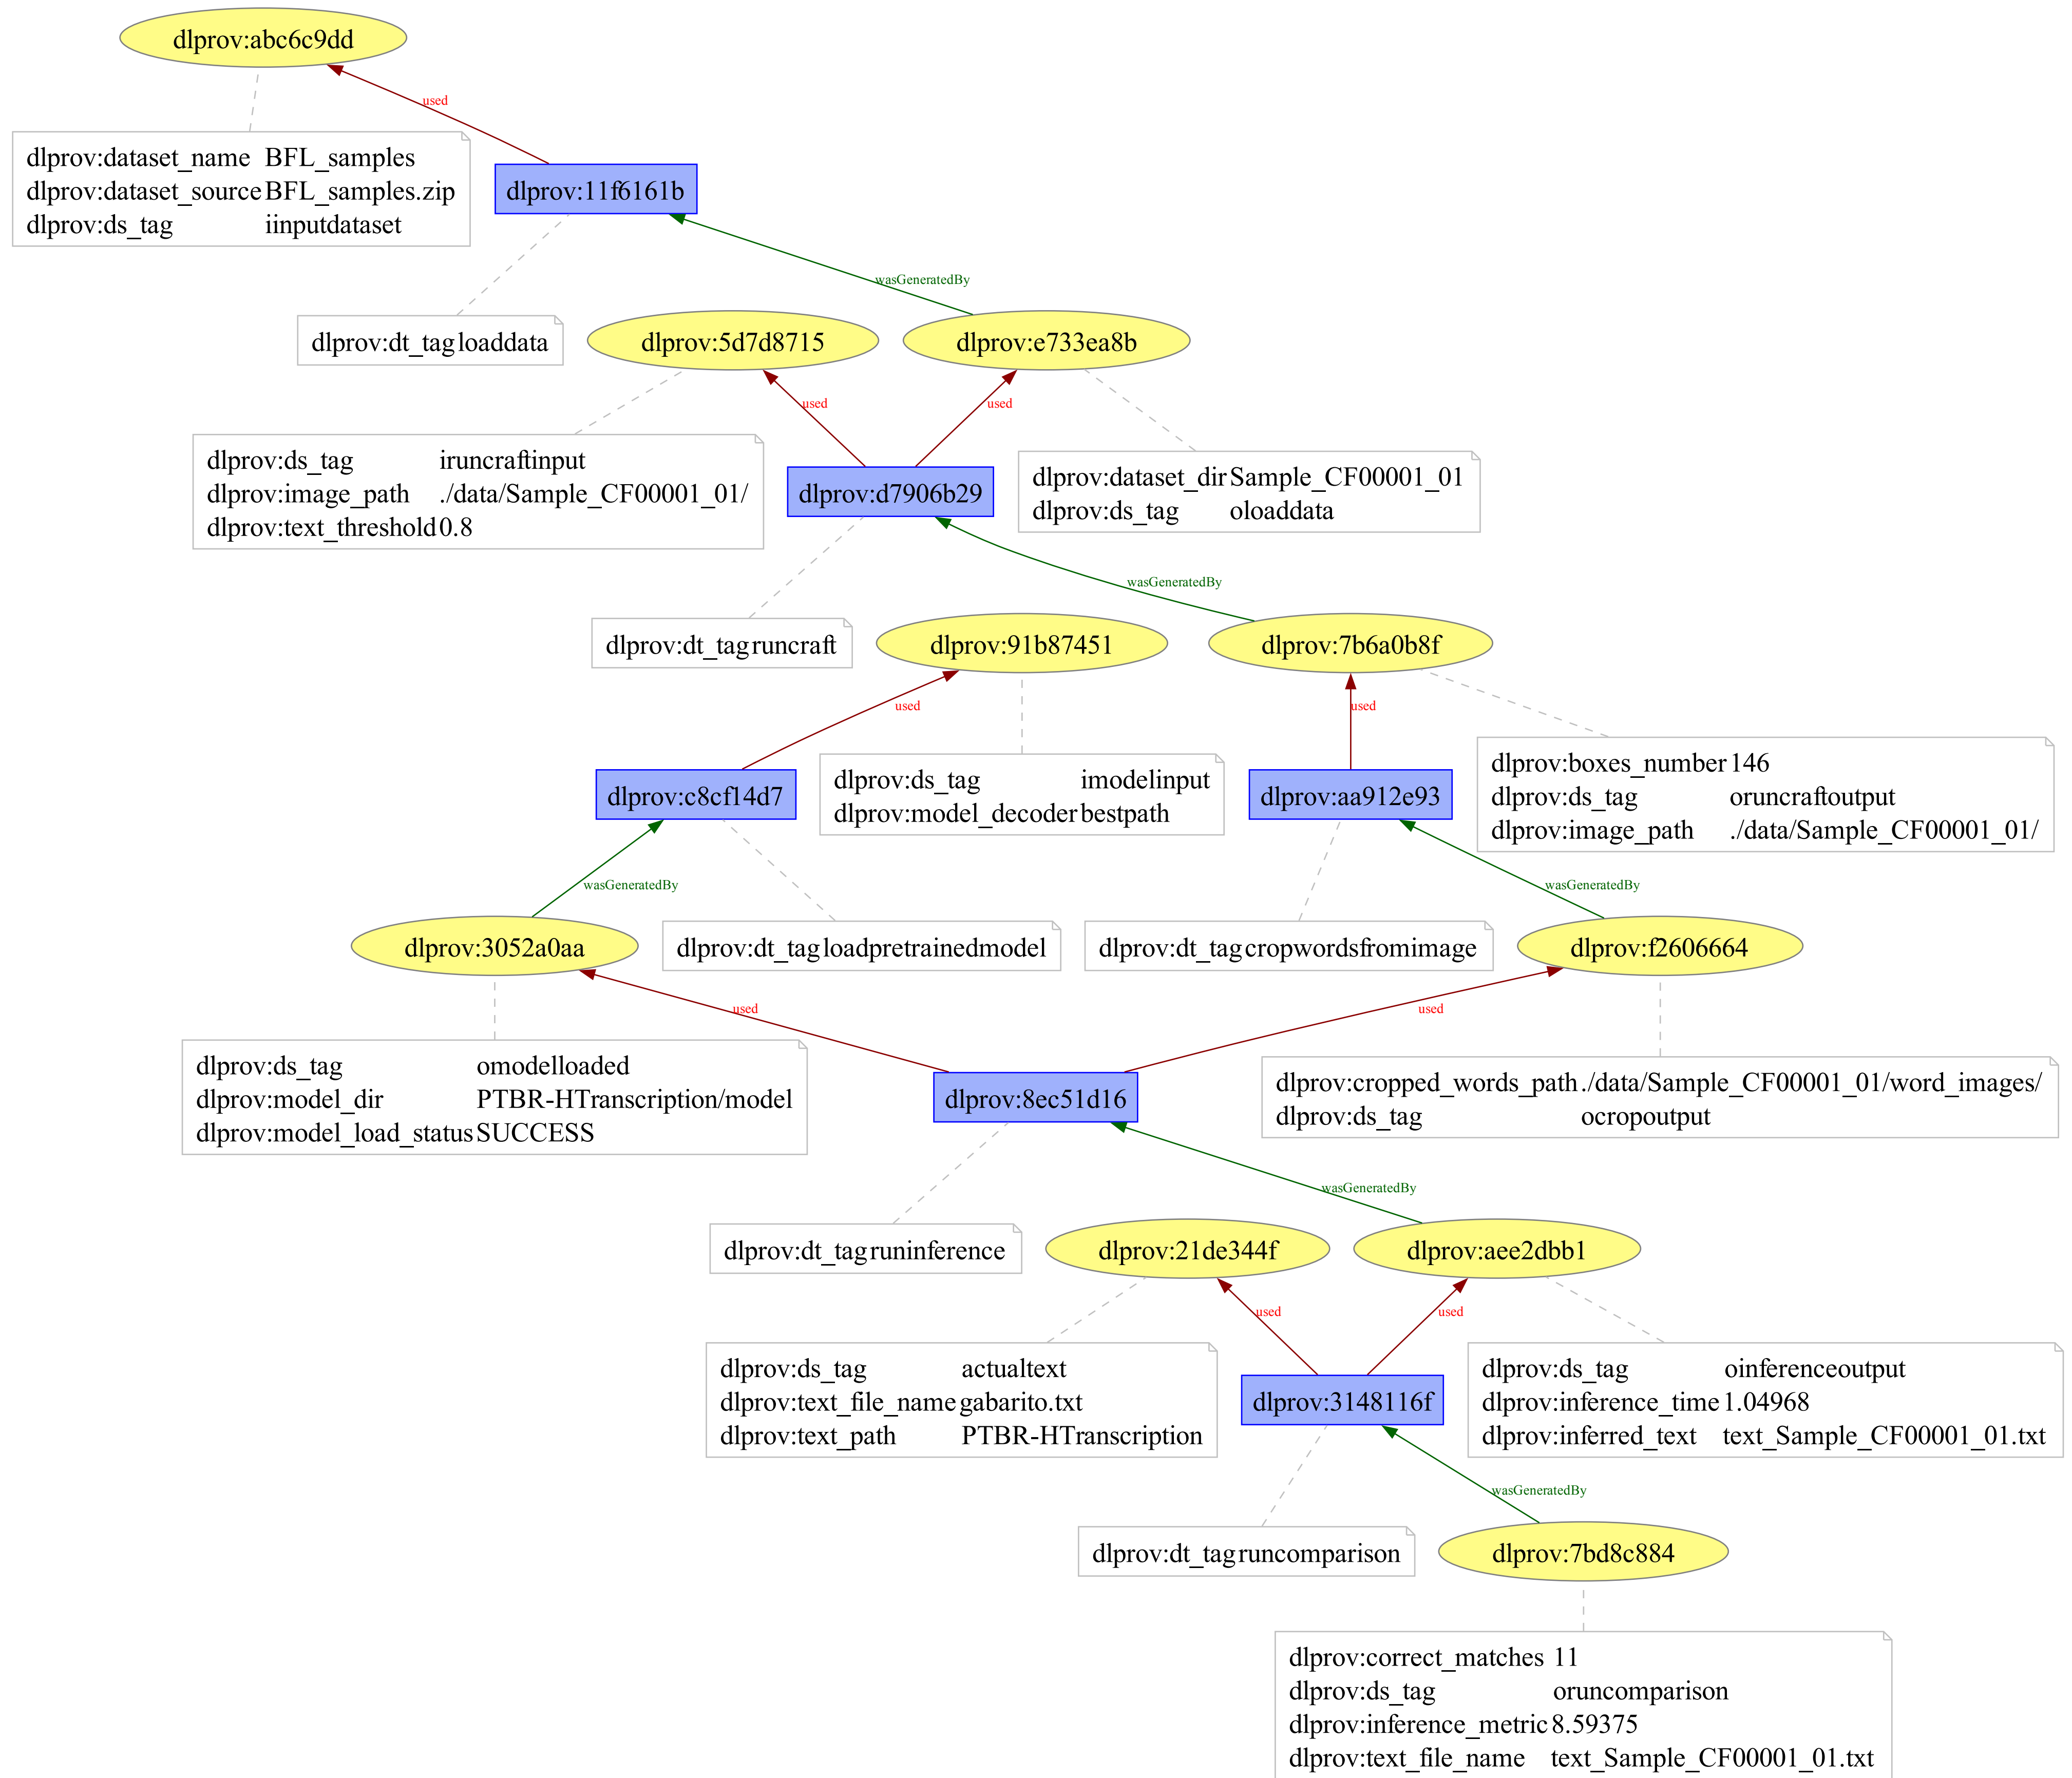 dlprov:abc6c9dd
used
dlprov:dataset_name BFL_samples
dlprov:dataset_source BFL_samples.zip
dlprov:ds_tag iinputdataset
dlprov:11f6161b
wasGeneratedBy
dlprov:dt_tag loaddata
dlprov:5d7d8715
dlprov:e733ea8b
used
used
dlprov:ds_tag iruncraftinput
dlprov:image_path ./data/Sample_CF00001_01/
dlprov:text_threshold 0.8
dlprov:d7906b29
dlprov:dataset_dir Sample_CF00001_01
dlprov:ds_tag oloaddata
wasGeneratedBy
dlprov:dt_tag runcraft
dlprov:91b87451
dlprov:7b6a0b8f
used
used
dlprov:c8cf14d7
dlprov:ds_tag imodelinput
dlprov:model_decoder bestpath
dlprov:aa912e93
dlprov:boxes_number 146
dlprov:ds_tag oruncraftoutput
dlprov:image_path ./data/Sample_CF00001_01/
wasGeneratedBy
wasGeneratedBy
dlprov:3052a0aa
dlprov:dt_tag loadpretrainedmodel
dlprov:dt_tag cropwordsfromimage
dlprov:f2606664
used
used
dlprov:ds_tag omodelloaded
dlprov:model_dir PTBR-HTranscription/model
dlprov:model_load_status SUCCESS
dlprov:8ec51d16
dlprov:cropped_words_path ./data/Sample_CF00001_01/word_images/
dlprov:ds_tag ocropoutput
wasGeneratedBy
dlprov:dt_tag runinference
dlprov:21de344f
dlprov:aee2dbb1
used
used
dlprov:ds_tag actualtext
dlprov:text_file_name gabarito.txt
dlprov:text_path PTBR-HTranscription
dlprov:3148116f
dlprov:ds_tag oinferenceoutput
dlprov:inference_time 1.04968
dlprov:inferred_text text_Sample_CF00001_01.txt
wasGeneratedBy
dlprov:dt_tag runcomparison
dlprov:7bd8c884
dlprov:correct_matches 11
dlprov:ds_tag oruncomparison
dlprov:inference_metric 8.59375
dlprov:text_file_name text_Sample_CF00001_01.txt